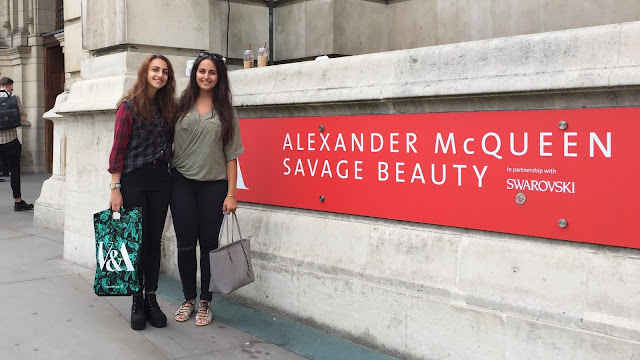 ALEXANDER McQUEEN
SAVAGE BEAUTY
In partnership with
SWAROVSKI
V&A